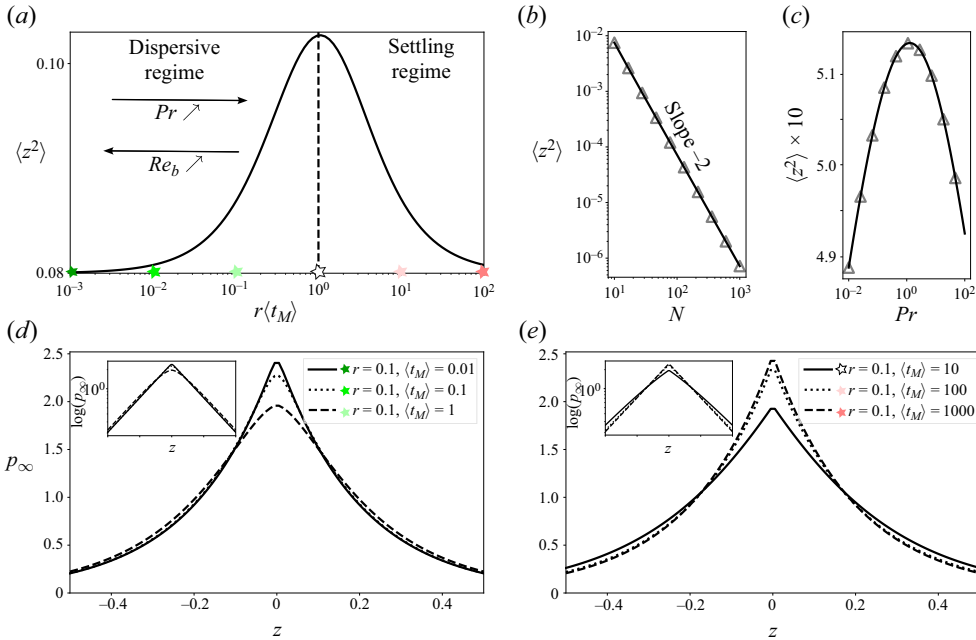 (a)
Dispersive regime
Settling regime
Pr ↗
Re_b ↗
0.10
⟨z²⟩
0.08
10⁻³ 10⁻² 10⁻¹ 10⁰ 10¹ 10²
r⟨t_M⟩
(b)
10⁻²
10⁻³
⟨z²⟩
10⁻⁴
10⁻⁵
10⁻⁶
Slope –2
10¹ 10² 10³
N
(c)
5.1
5.0
4.9
⟨z²⟩ × 10
10⁻² 10⁰ 10²
Pr
(d)
2.5
2.0
p_∞
1.5
1.0
0.5
0
log(p_∞)
10⁰
z
r = 0.1, ⟨t_M⟩ = 0.01
r = 0.1, ⟨t_M⟩ = 0.1
r = 0.1, ⟨t_M⟩ = 1
−0.4 −0.2 0 0.2 0.4
z
(e)
2.5
2.0
1.5
1.0
0.5
0
log(p_∞)
10⁰
z
r = 0.1, ⟨t_M⟩ = 10
r = 0.1, ⟨t_M⟩ = 100
r = 0.1, ⟨t_M⟩ = 1000
−0.4 −0.2 0 0.2 0.4
z